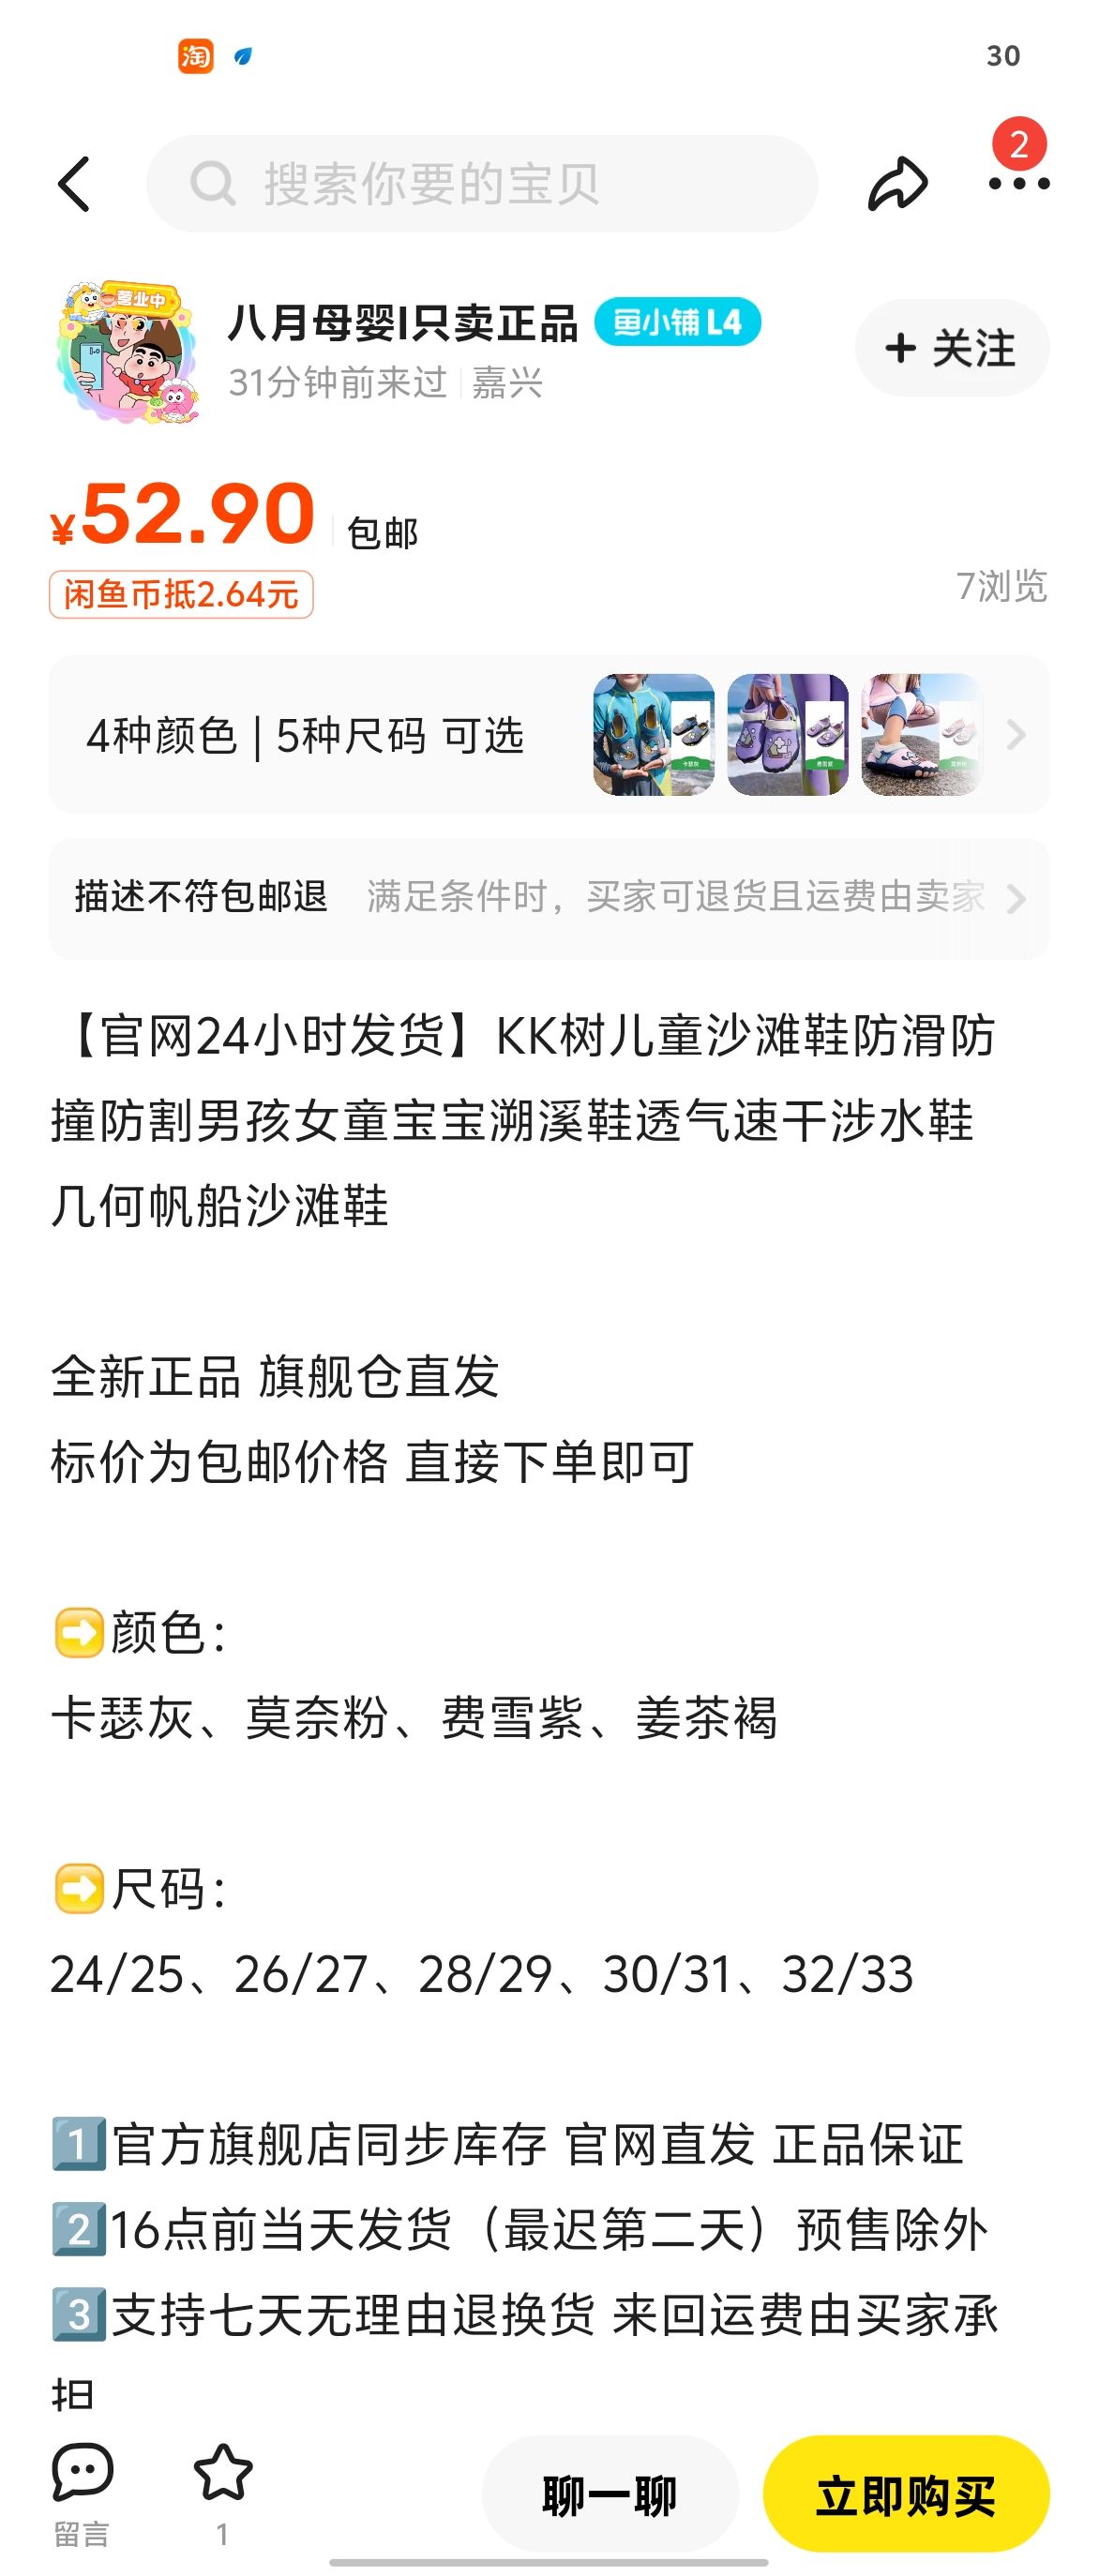 淘
30
搜索你要的宝贝
2
营业中
八月母婴I只卖正品
鱼小铺 L4
31分钟前来过
嘉兴
+ 关注
¥52.90
包邮
闲鱼币抵2.64元
7浏览
4种颜色 | 5种尺码 可选
卡瑟灰
费雪紫
莫奈粉
描述不符包邮退
满足条件时，买家可退货且运费由卖家
【官网24小时发货】KK树儿童沙滩鞋防滑防
撞防割男孩女童宝宝溯溪鞋透气速干涉水鞋
几何帆船沙滩鞋
全新正品 旗舰仓直发
标价为包邮价格 直接下单即可
➡️颜色：
卡瑟灰、莫奈粉、费雪紫、姜茶褐
➡️尺码：
24/25、26/27、28/29、30/31、32/33
1️⃣官方旗舰店同步库存 官网直发 正品保证
2️⃣16点前当天发货（最迟第二天）预售除外
3️⃣支持七天无理由退换货 来回运费由买家承
担
留言
1
聊一聊
立即购买